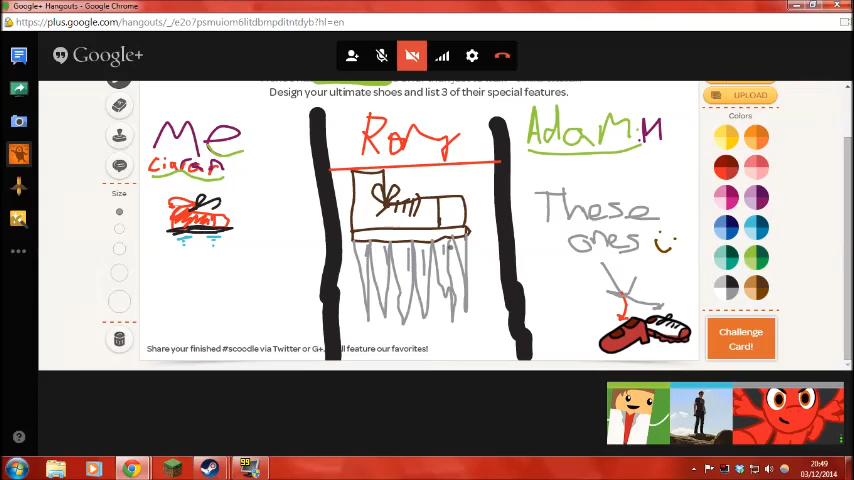 Google+ Hangouts - Google Chrome
https://plus.google.com/hangouts/_/e2o7psmuiom6litdbmpditntdyb?hl=en
Google+
Design your ultimate shoes and list 3 of their special features.
UPLOAD
Colors
Size
Me
Ciaran
Rory
Adam:M
These
ones
Share your finished #scoodle via Twitter or G+.
feature our favorites!
Challenge
Card!
99
20:49
03/12/2014